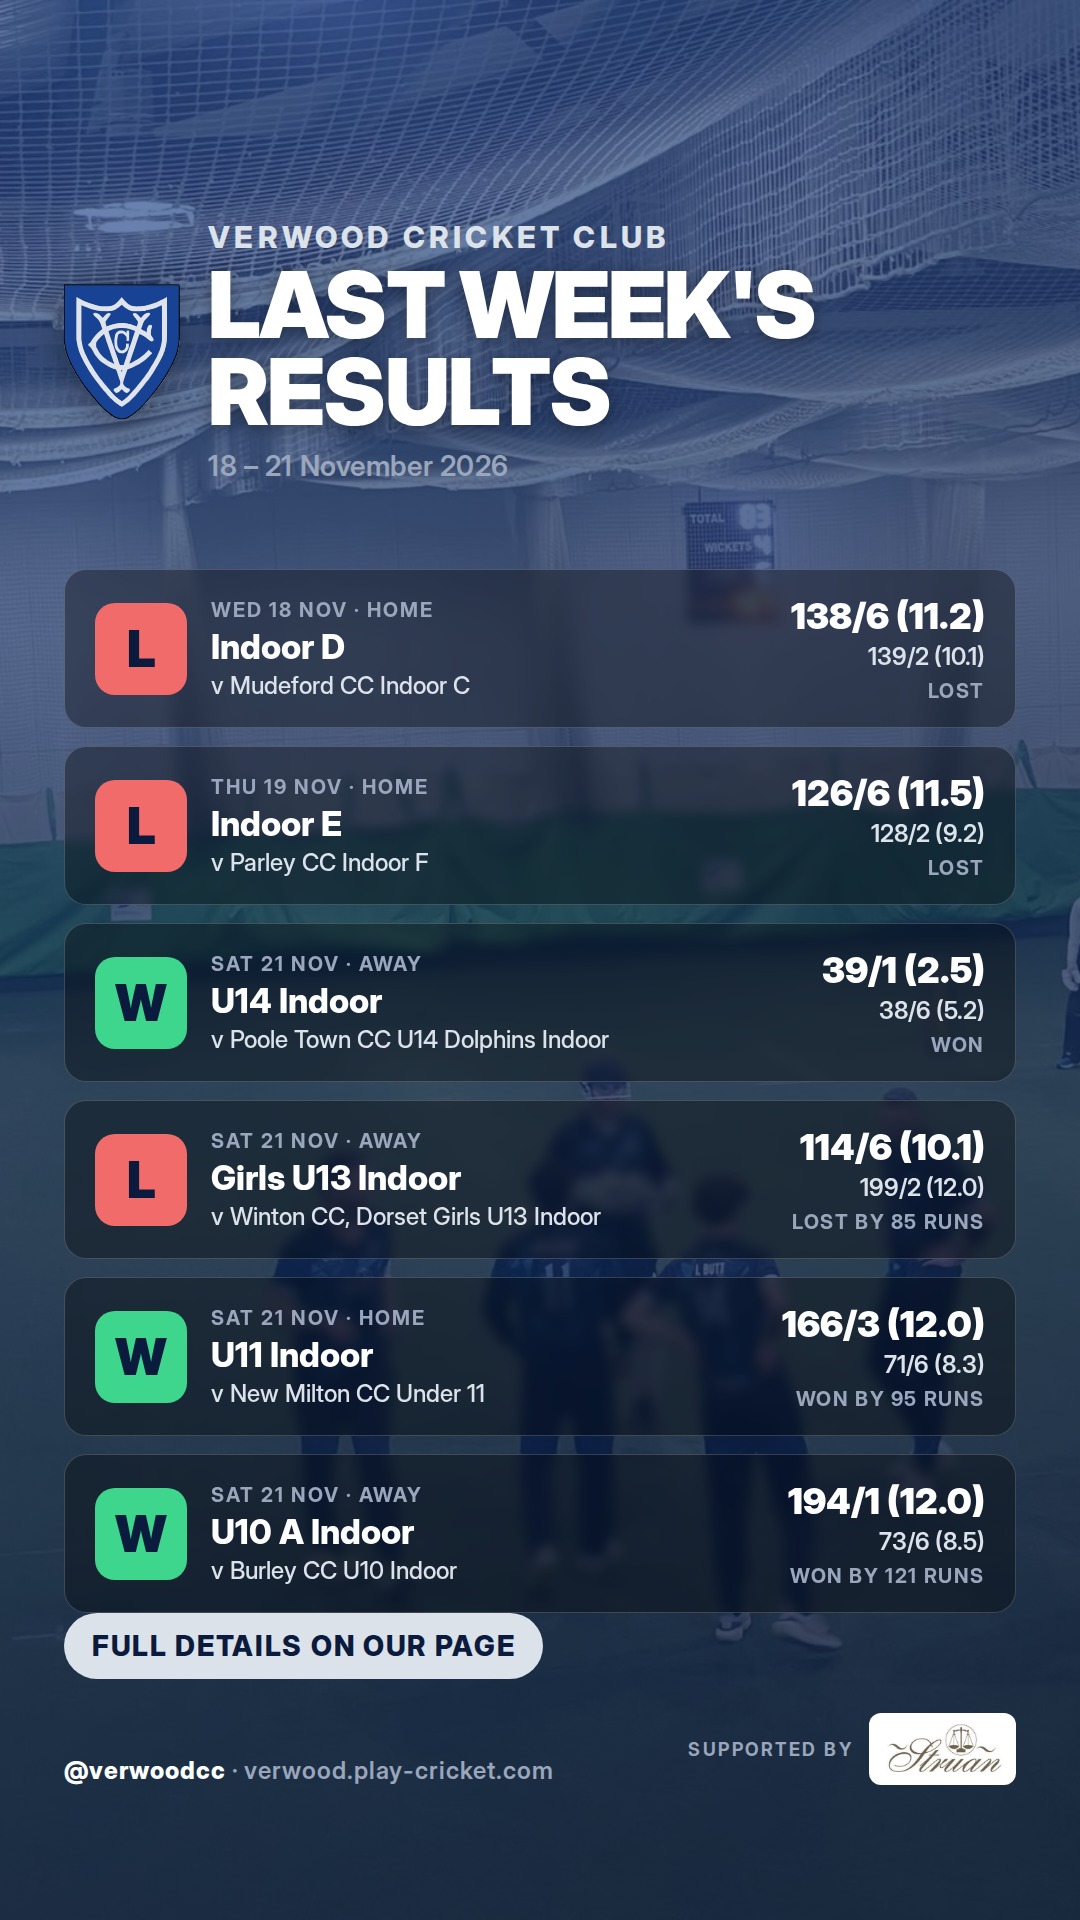 VERWOOD CRICKET CLUB
LAST WEEK'S
RESULTS
18 – 21 November 2026
TOTAL 83
WICKETS
L
WED 18 NOV · HOME
Indoor D
v Mudeford CC Indoor C
138/6 (11.2)
139/2 (10.1)
LOST
L
THU 19 NOV · HOME
Indoor E
v Parley CC Indoor F
126/6 (11.5)
128/2 (9.2)
LOST
W
SAT 21 NOV · AWAY
U14 Indoor
v Poole Town CC U14 Dolphins Indoor
39/1 (2.5)
38/6 (5.2)
WON
L
SAT 21 NOV · AWAY
Girls U13 Indoor
v Winton CC, Dorset Girls U13 Indoor
114/6 (10.1)
199/2 (12.0)
LOST BY 85 RUNS
W
SAT 21 NOV · HOME
U11 Indoor
v New Milton CC Under 11
166/3 (12.0)
71/6 (8.3)
WON BY 95 RUNS
W
SAT 21 NOV · AWAY
U10 A Indoor
v Burley CC U10 Indoor
194/1 (12.0)
73/6 (8.5)
WON BY 121 RUNS
FULL DETAILS ON OUR PAGE
@verwoodcc · verwood.play-cricket.com
SUPPORTED BY
Struan